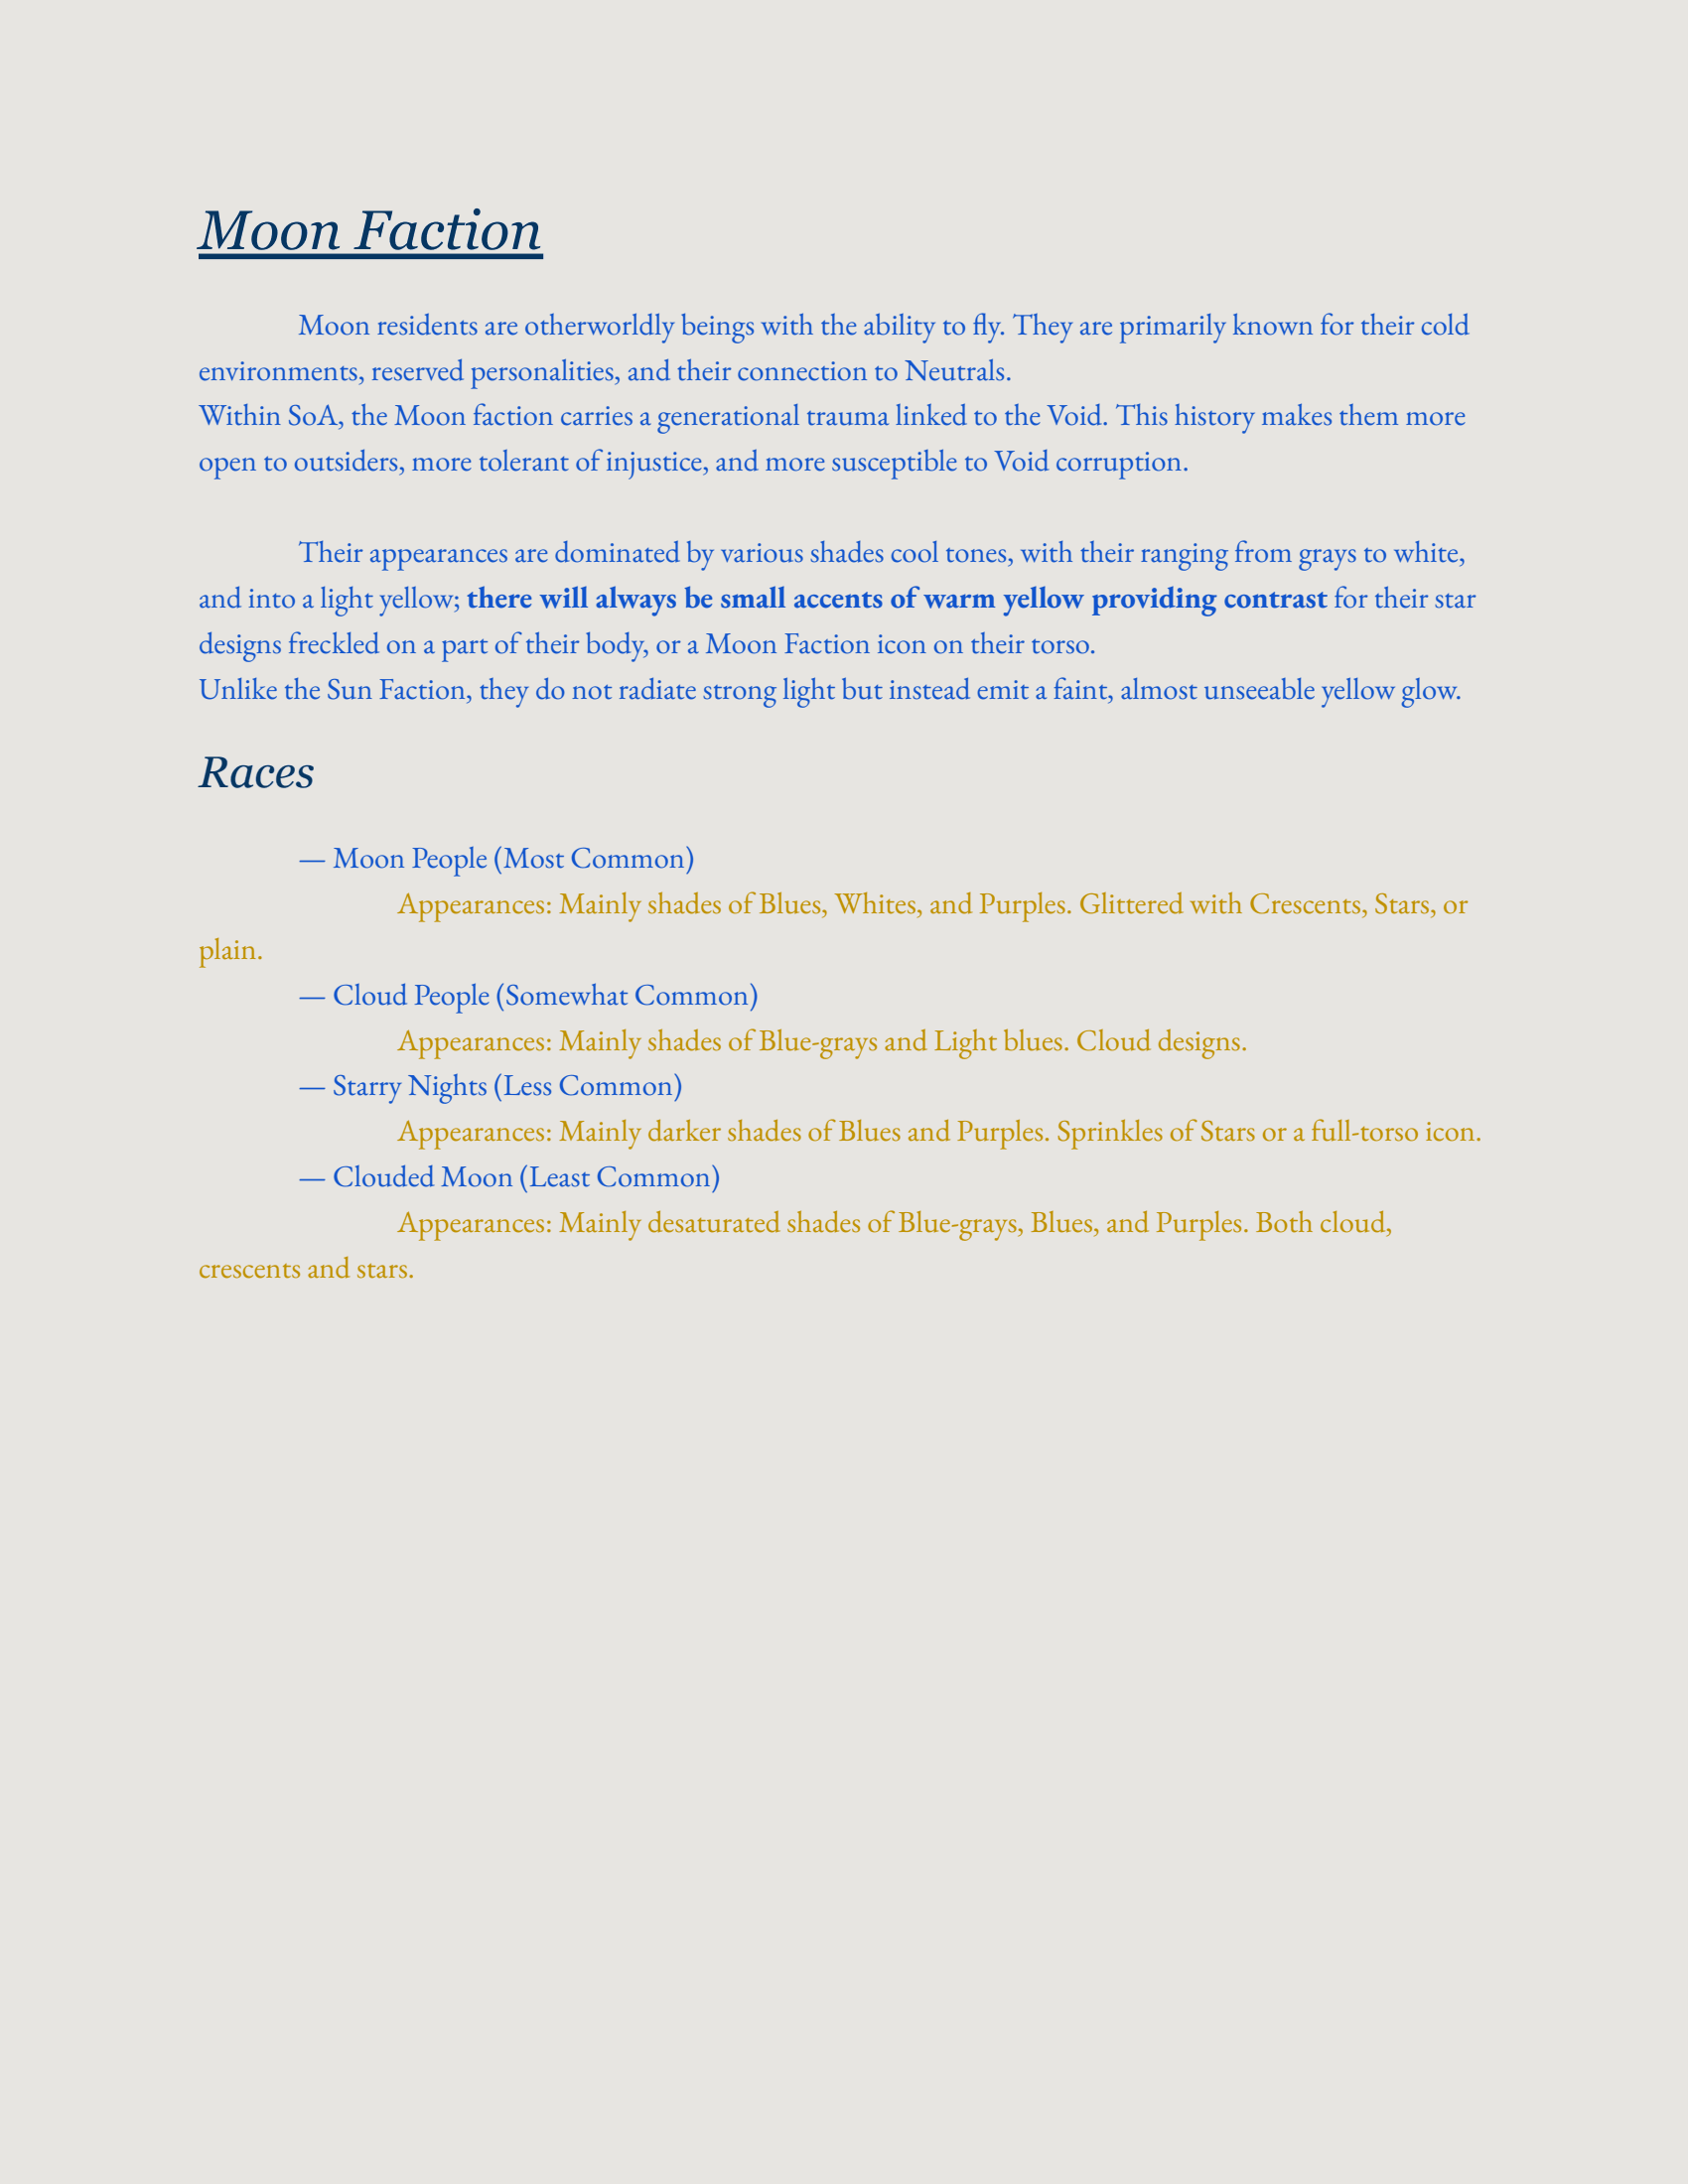 Moon Faction
Moon residents are otherworldly beings with the ability to fly. They are primarily known for their cold
environments, reserved personalities, and their connection to Neutrals.
Within SoA, the Moon faction carries a generational trauma linked to the Void. This history makes them more
open to outsiders, more tolerant of injustice, and more susceptible to Void corruption.
Their appearances are dominated by various shades cool tones, with their ranging from grays to white,
and into a light yellow; there will always be small accents of warm yellow providing contrast for their star
designs freckled on a part of their body, or a Moon Faction icon on their torso.
Unlike the Sun Faction, they do not radiate strong light but instead emit a faint, almost unseeable yellow glow.
Races
— Moon People (Most Common)
Appearances: Mainly shades of Blues, Whites, and Purples. Glittered with Crescents, Stars, or
plain.
— Cloud People (Somewhat Common)
Appearances: Mainly shades of Blue-grays and Light blues. Cloud designs.
— Starry Nights (Less Common)
Appearances: Mainly darker shades of Blues and Purples. Sprinkles of Stars or a full-torso icon.
— Clouded Moon (Least Common)
Appearances: Mainly desaturated shades of Blue-grays, Blues, and Purples. Both cloud,
crescents and stars.